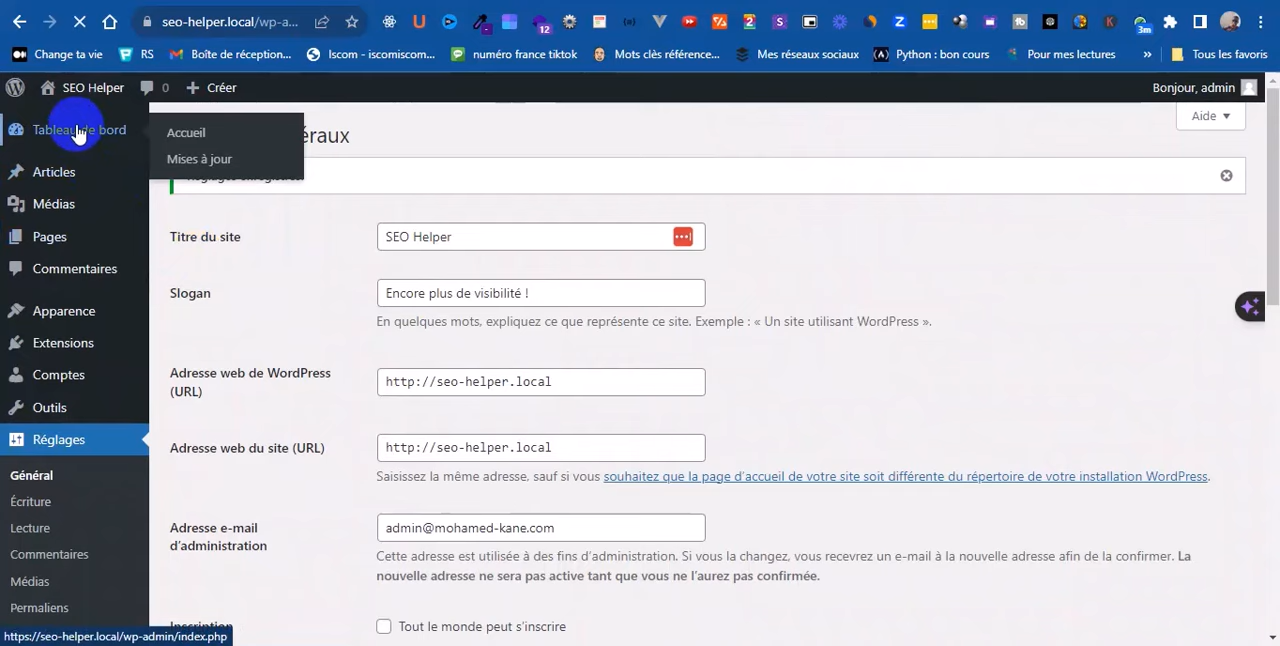 seo-helper.local/wp-a...
12
3m
Change ta vie
RS
Boîte de réception...
Iscom - iscomiscom...
numéro france tiktok
Mots clés référence...
Mes réseaux sociaux
Python : bon cours
Pour mes lectures
»
Tous les favoris
SEO Helper
0
Créer
Bonjour, admin
Tableau de bord
Accueil
Mises à jour
Aide
éraux
Articles
Médias
Pages
Commentaires
Apparence
Extensions
Comptes
Outils
Réglages
Général
Écriture
Lecture
Commentaires
Médias
Permaliens
Titre du site
SEO Helper
Slogan
Encore plus de visibilité !
En quelques mots, expliquez ce que représente ce site. Exemple : « Un site utilisant WordPress ».
Adresse web de WordPress
(URL)
http://seo-helper.local
Adresse web du site (URL)
http://seo-helper.local
Saisissez la même adresse, sauf si vous souhaitez que la page d'accueil de votre site soit différente du répertoire de votre installation WordPress.
Adresse e-mail
d'administration
admin@mohamed-kane.com
Cette adresse est utilisée à des fins d'administration. Si vous la changez, vous recevrez un e-mail à la nouvelle adresse afin de la confirmer. La
nouvelle adresse ne sera pas active tant que vous ne l'aurez pas confirmée.
Inscription
Tout le monde peut s'inscrire
https://seo-helper.local/wp-admin/index.php